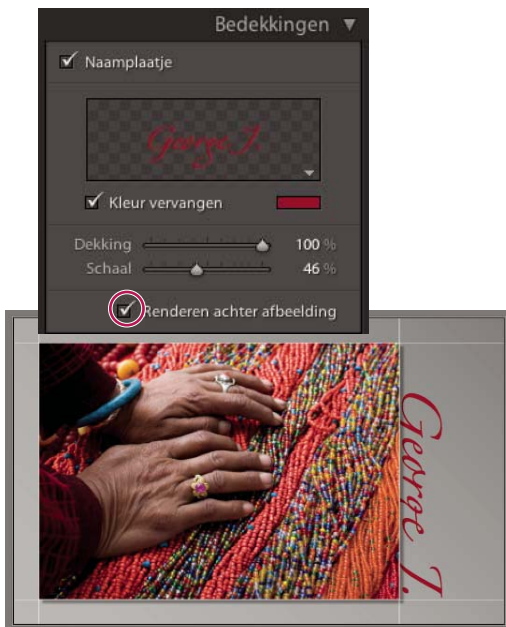 Bedekkingen ▼
Naamplaatje
George J.
Kleur vervangen
Dekking 100 %
Schaal 46 %
Renderen achter afbeelding
George J.